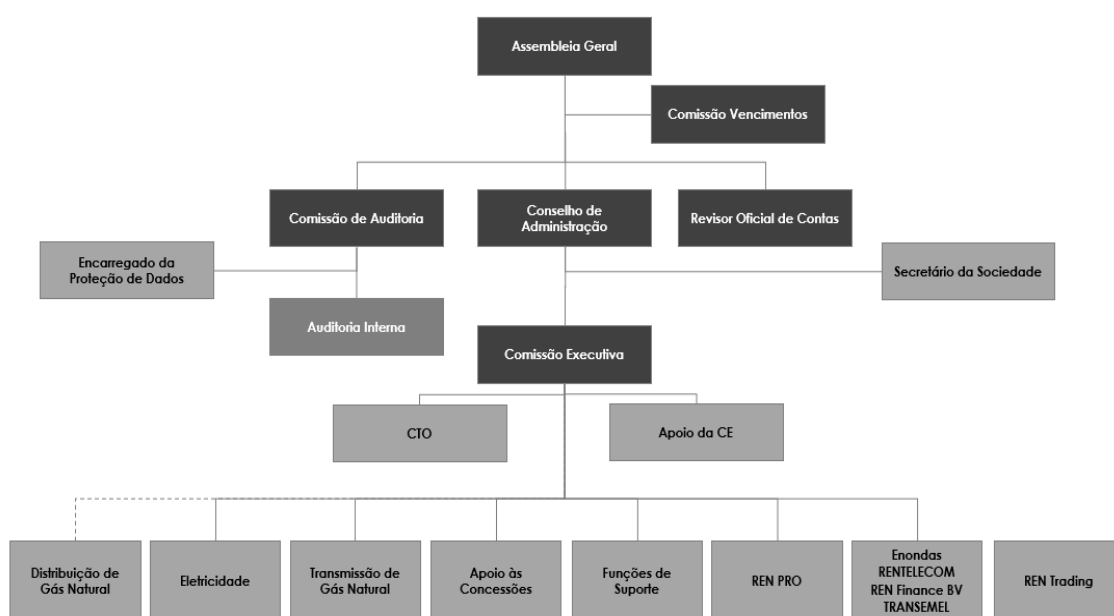 Assembleia Geral
Comissão Vencimentos
Comissão de Auditoria
Conselho de
Administração
Revisor Oficial de Contas
Encarregado da
Proteção de Dados
Secretário da Sociedade
Auditoria Interna
Comissão Executiva
CTO
Apoio da CE
Distribuição de
Gás Natural
Eletricidade
Transmissão de
Gás Natural
Apoio às
Concessões
Funções de
Suporte
REN PRO
Enondas
RENTELECOM
REN Finance BV
TRANSEMEL
REN Trading